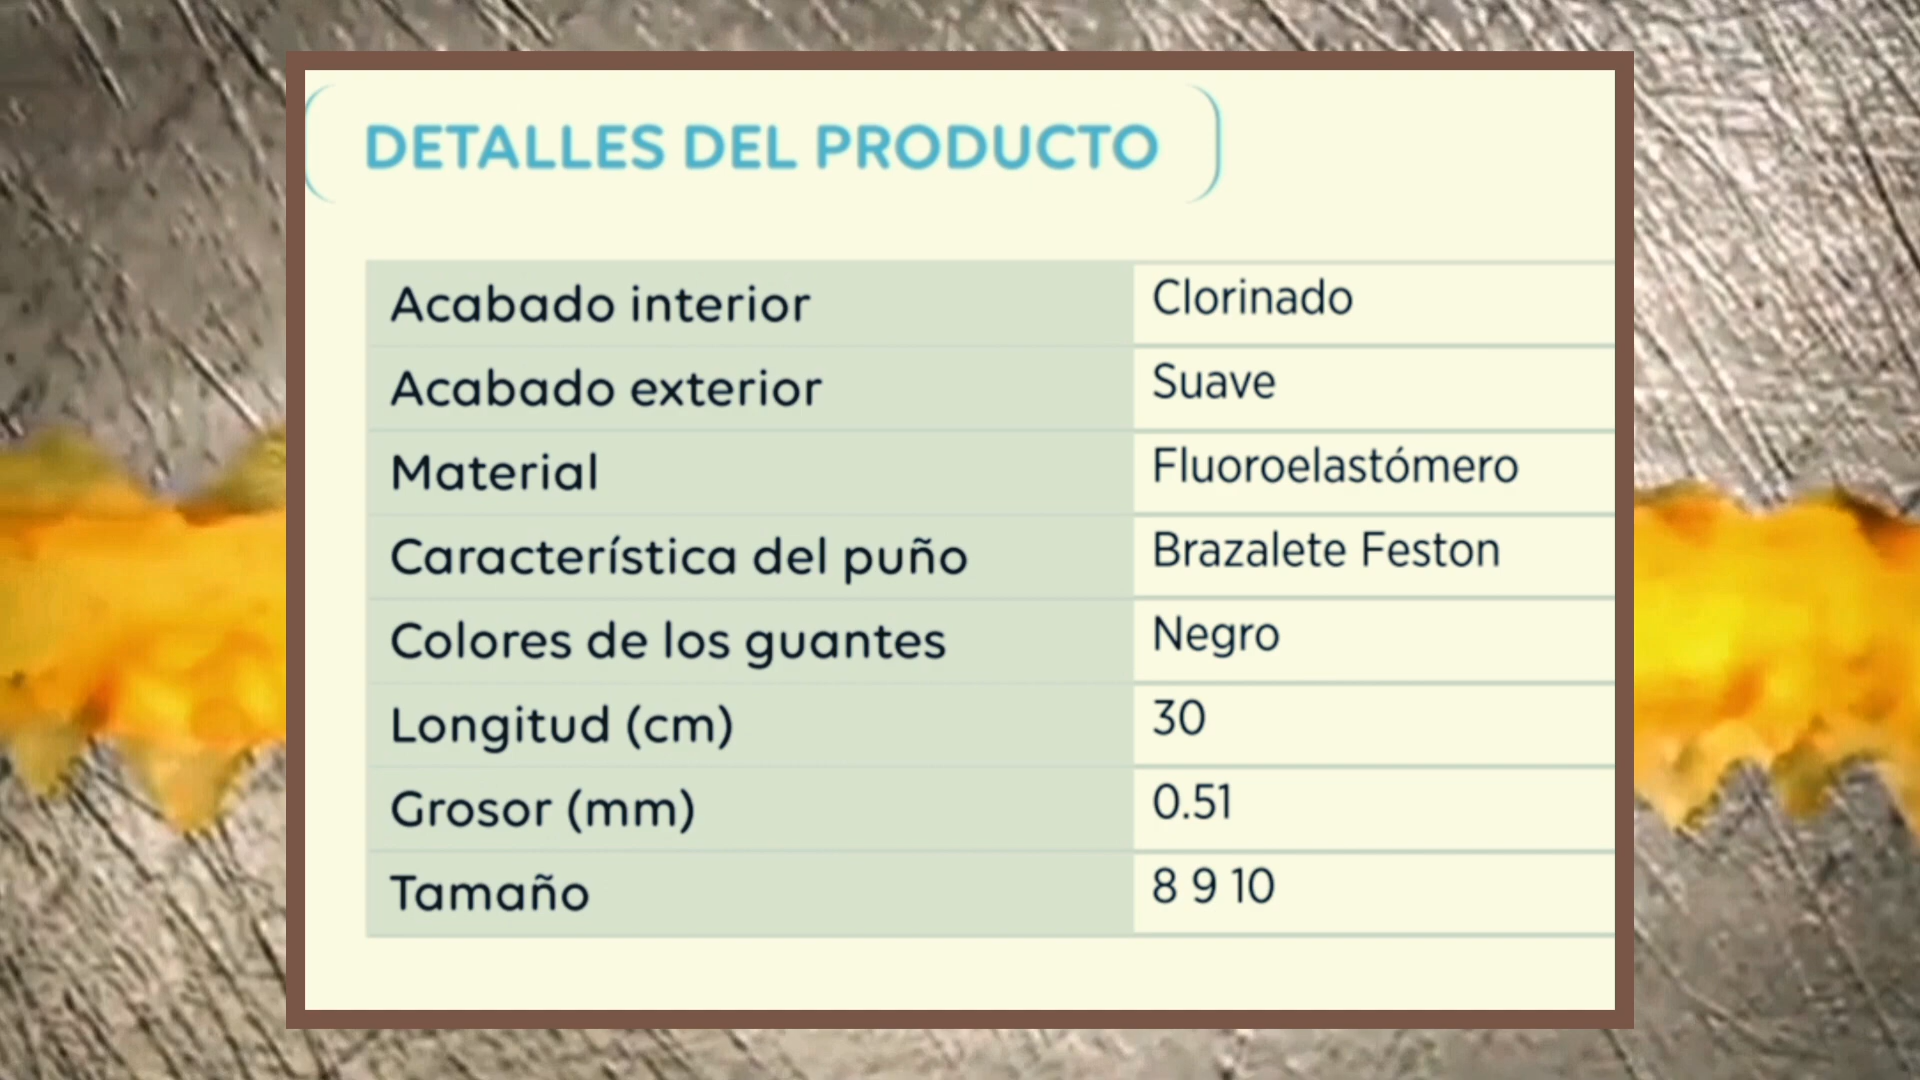 DETALLES DEL PRODUCTO
Acabado interior Clorinado
Acabado exterior Suave
Material Fluoroelastómero
Característica del puño Brazalete Feston
Colores de los guantes Negro
Longitud (cm) 30
Grosor (mm) 0.51
Tamaño 8 9 10